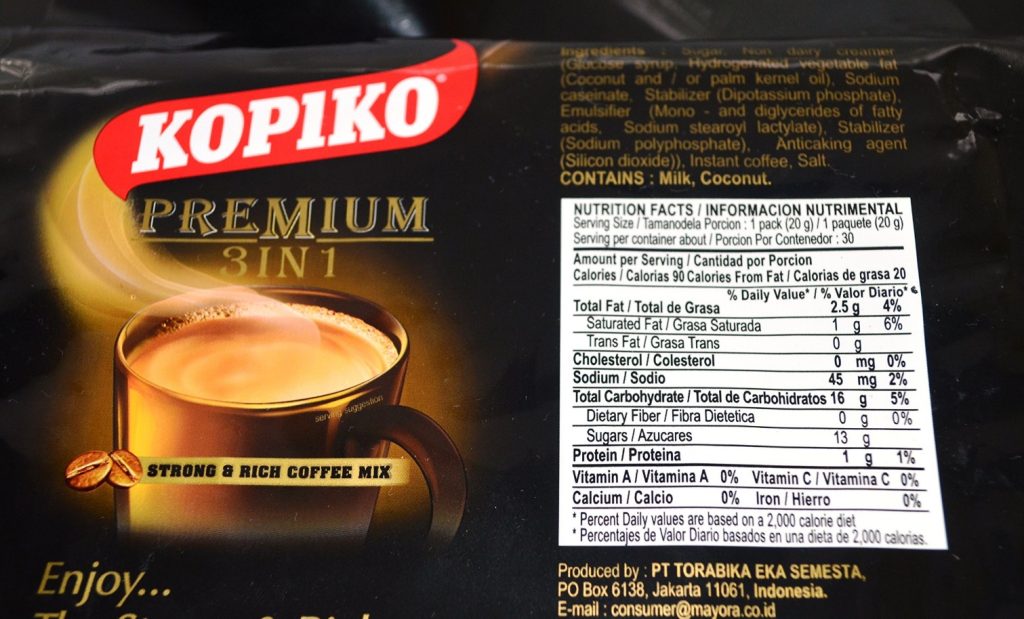 KOPIKO®
PREMIUM
3 IN 1
serving suggestion
STRONG & RICH COFFEE MIX
Enjoy...
Ingredients : Sugar, Non dairy creamer
(Glucose syrup, Hydrogenated vegetable fat
(Coconut and / or palm kernel oil), Sodium
caseinate, Stabilizer (Dipotassium phosphate),
Emulsifier (Mono - and diglycerides of fatty
acids, Sodium stearoyl lactylate), Stabilizer
(Sodium polyphosphate), Anticaking agent
(Silicon dioxide)), Instant coffee, Salt.
CONTAINS : Milk, Coconut.
NUTRITION FACTS / INFORMACION NUTRIMENTAL
Serving Size / Tamanodela Porcion : 1 pack (20 g) / 1 paquete (20 g)
Serving per container about / Porcion Por Contenedor : 30
Amount per Serving / Cantidad por Porcion
Calories / Calorias 90 Calories From Fat / Calorias de grasa 20
% Daily Value* / % Valor Diario*
Total Fat / Total de Grasa 2.5 g 4%
Saturated Fat / Grasa Saturada 1 g 6%
Trans Fat / Grasa Trans 0 g
Cholesterol / Colesterol 0 mg 0%
Sodium / Sodio 45 mg 2%
Total Carbohydrate / Total de Carbohidratos 16 g 5%
Dietary Fiber / Fibra Dietetica 0 g 0%
Sugars / Azucares 13 g
Protein / Proteina 1 g 1%
Vitamin A / Vitamina A 0% Vitamin C / Vitamina C 0%
Calcium / Calcio 0% Iron / Hierro 0%
* Percent Daily values are based on a 2,000 calorie diet
* Percentajes de Valor Diario basados en una dieta de 2,000 calorias.
Produced by : PT TORABIKA EKA SEMESTA,
PO Box 6138, Jakarta 11061, Indonesia.
E-mail : consumer@mayora.co.id